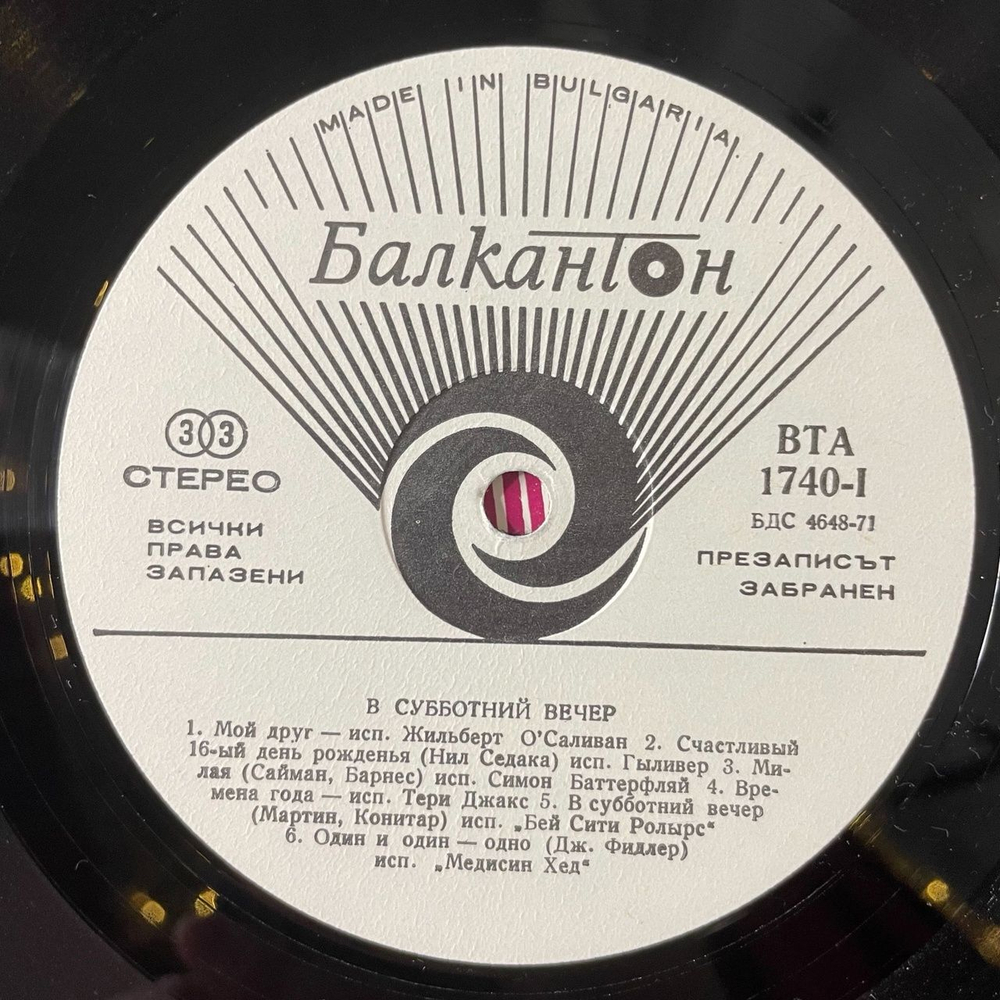 MADE IN BULGARIA
Балкантон
33
СТЕРЕО
ВСИЧКИ
ПРАВА
ЗАПАЗЕНИ
ВТА
1740-I
БДС 4648-71
ПРЕЗАПИСЪТ
ЗАБРАНЕН
В СУББОТНИЙ ВЕЧЕР
1. Мой друг — исп. Жильберт О'Саливан 2. Счастливый
16-ый день рожденья (Нил Седака) исп. Гыливер 3. Ми-
лая (Сайман, Барнес) исп. Симон Баттерфляй 4. Вре-
мена года — исп. Тери Джакс 5. В субботний вечер
(Мартин, Конитар) исп. „Бей Сити Ролырс“
6. Один и один — одно (Дж. Фидлер)
исп. „Медисин Хед“